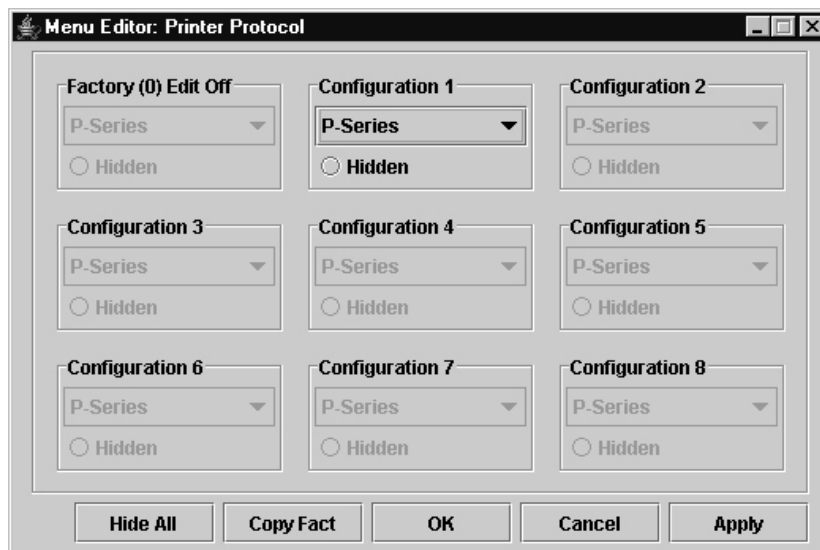 Menu Editor: Printer Protocol
Factory (0) Edit Off
Configuration 1
Configuration 2
P-Series
P-Series
P-Series
Hidden
Hidden
Hidden
Configuration 3
Configuration 4
Configuration 5
P-Series
P-Series
P-Series
Hidden
Hidden
Hidden
Configuration 6
Configuration 7
Configuration 8
P-Series
P-Series
P-Series
Hidden
Hidden
Hidden
Hide All
Copy Fact
OK
Cancel
Apply